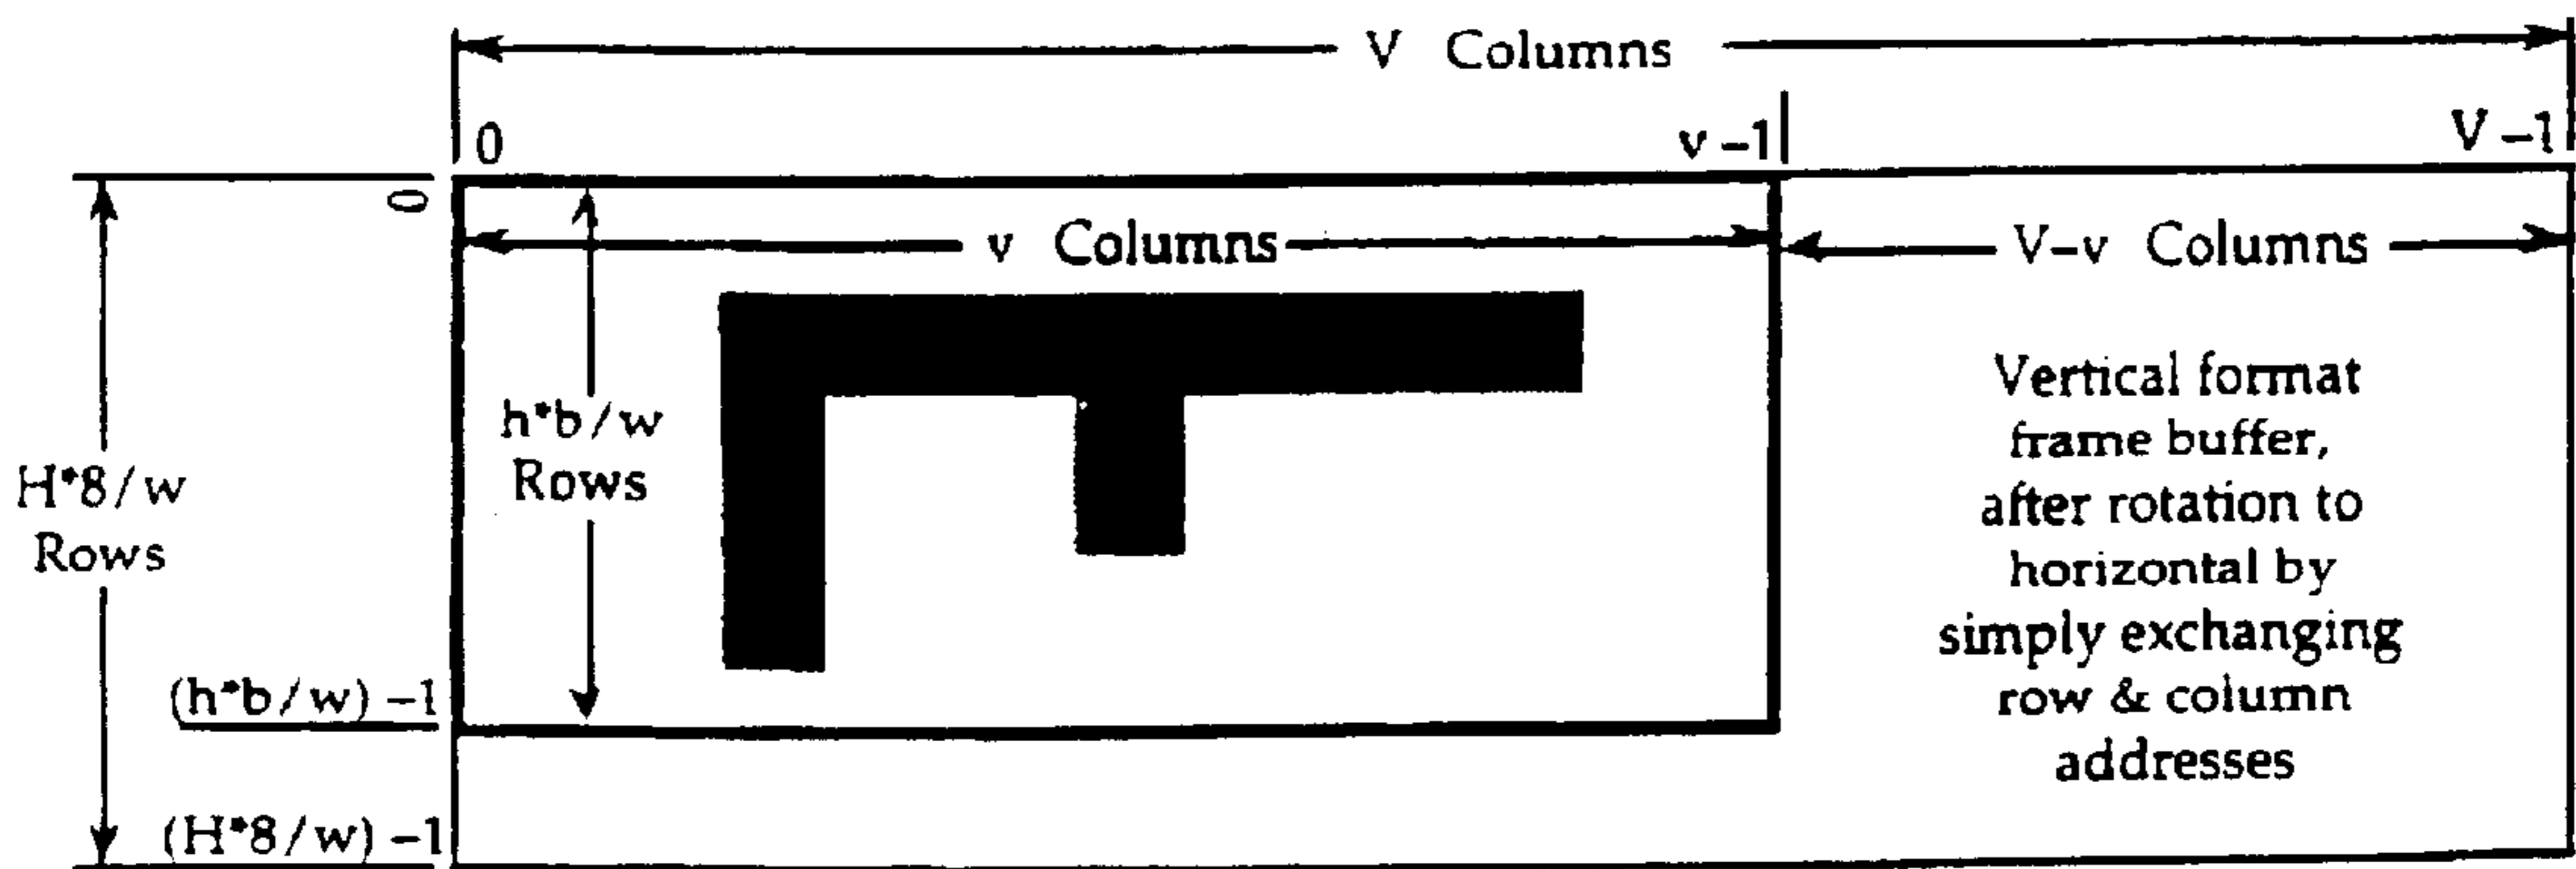 V Columns
0
v –1
V –1
0
v Columns
V–v Columns
h*b/w
Rows
H*8/w
Rows
Vertical format
frame buffer,
after rotation to
horizontal by
simply exchanging
row & column
addresses
(h*b/w) –1
(H*8/w) –1